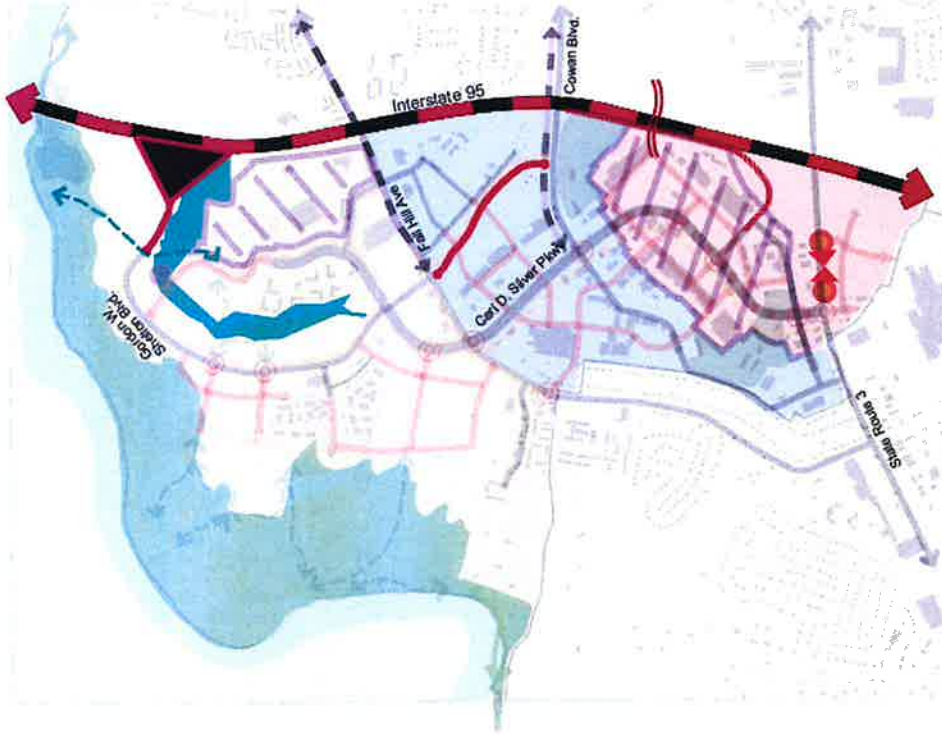 Cowan Blvd.
Interstate 95
Fall Hill Ave
Carl D. Silver Pkwy
Gordon W.
Shelton Blvd.
State Route 3